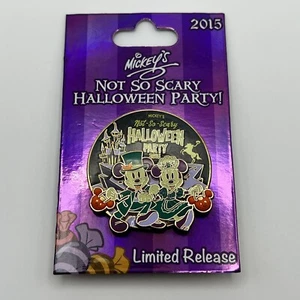 2015
Mickey's
Not So Scary
Halloween Party!
MICKEY'S
Not-So-Scary
HALLOWEEN
PARTY
Limited Release